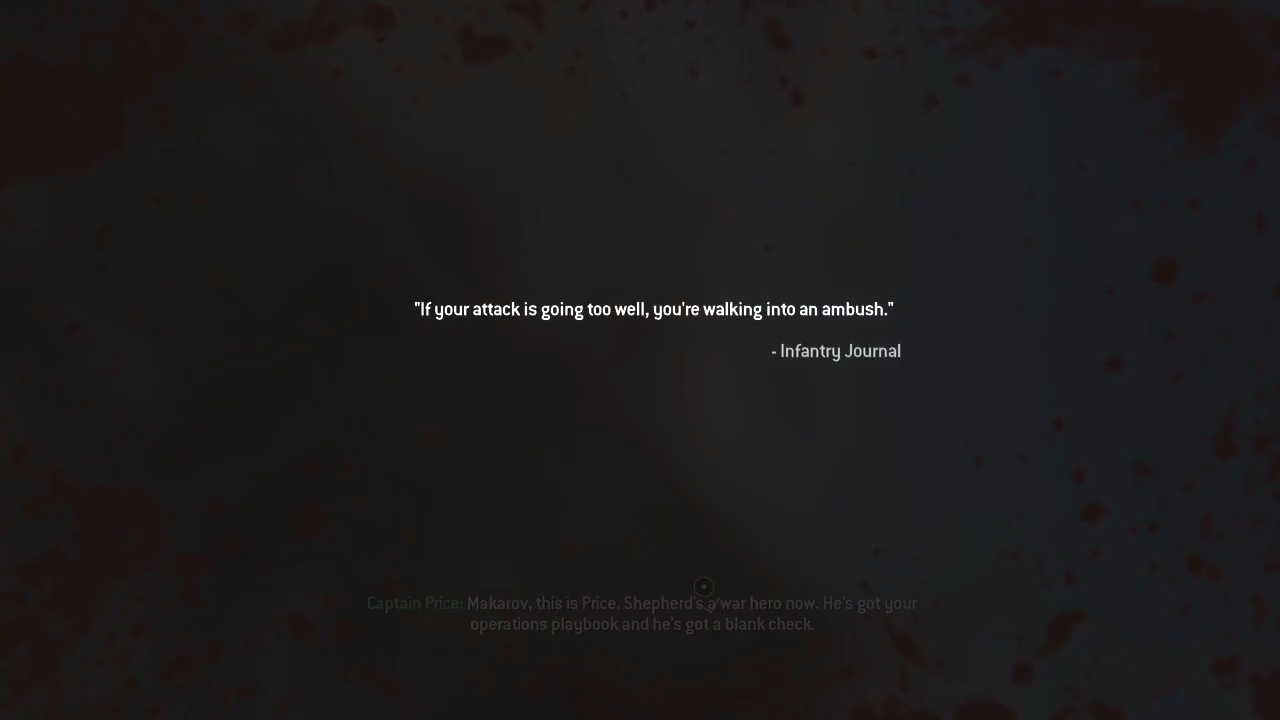 "If your attack is going too well, you're walking into an ambush."
- Infantry Journal
Captain Price: Makarov, this is Price. Shepherd's a war hero now. He's got your
operations playbook and he's got a blank check.